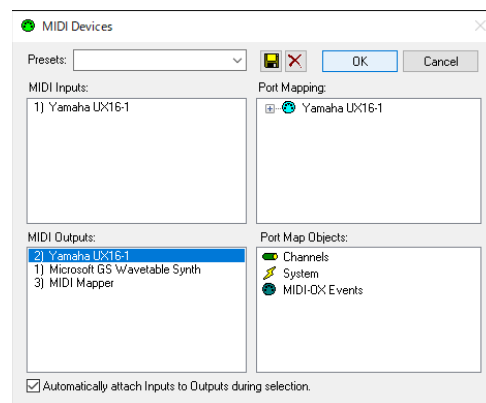 MIDI Devices
Presets:
OK
Cancel
MIDI Inputs:
1) Yamaha UX16-1
Port Mapping:
Yamaha UX16-1
MIDI Outputs:
2) Yamaha UX16-1
1) Microsoft GS Wavetable Synth
3) MIDI Mapper
Port Map Objects:
Channels
System
MIDI-OX Events
Automatically attach Inputs to Outputs during selection.